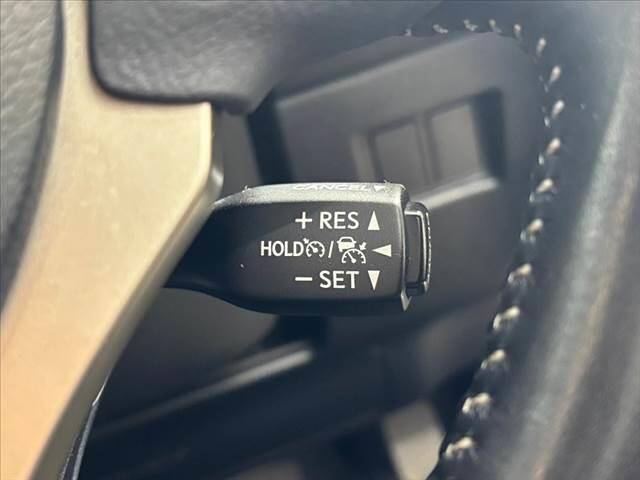 CANCEL
+ RES
HOLD /
− SET